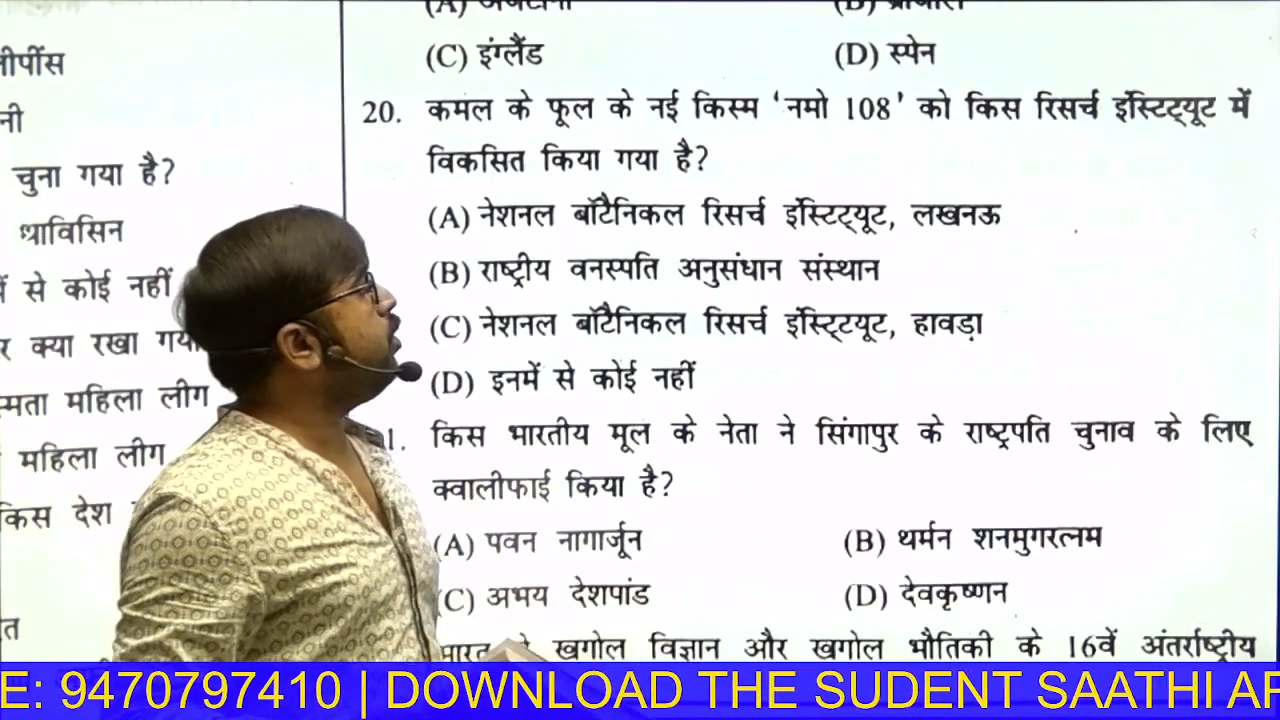 (C) इंग्लैंड (D) स्पेन
20. कमल के फूल के नई किस्म 'नमो 108' को किस रिसर्च इंस्टिट्यूट में
विकसित किया गया है?
(A) नेशनल बॉटैनिकल रिसर्च इंस्टिट्यूट, लखनऊ
(B) राष्ट्रीय वनस्पति अनुसंधान संस्थान
(C) नेशनल बॉटैनिकल रिसर्च इंस्टिट्यूट, हावड़ा
(D) इनमें से कोई नहीं
किस भारतीय मूल के नेता ने सिंगापुर के राष्ट्रपति चुनाव के लिए
क्वालीफाई किया है?
(A) पवन नागार्जून (B) थर्मन शनमुगरत्नम
(C) अभय देशपांड (D) देवकृष्णन
खगोल विज्ञान और खगोल भौतिकी के 16वें अंतर्राष्ट्रीय
चुना गया है?
से कोई नहीं
क्या रखा
महिला लीग
महिला लीग
किस देश
E: 9470797410 | DOWNLOAD THE SUDENT SAATHI AP